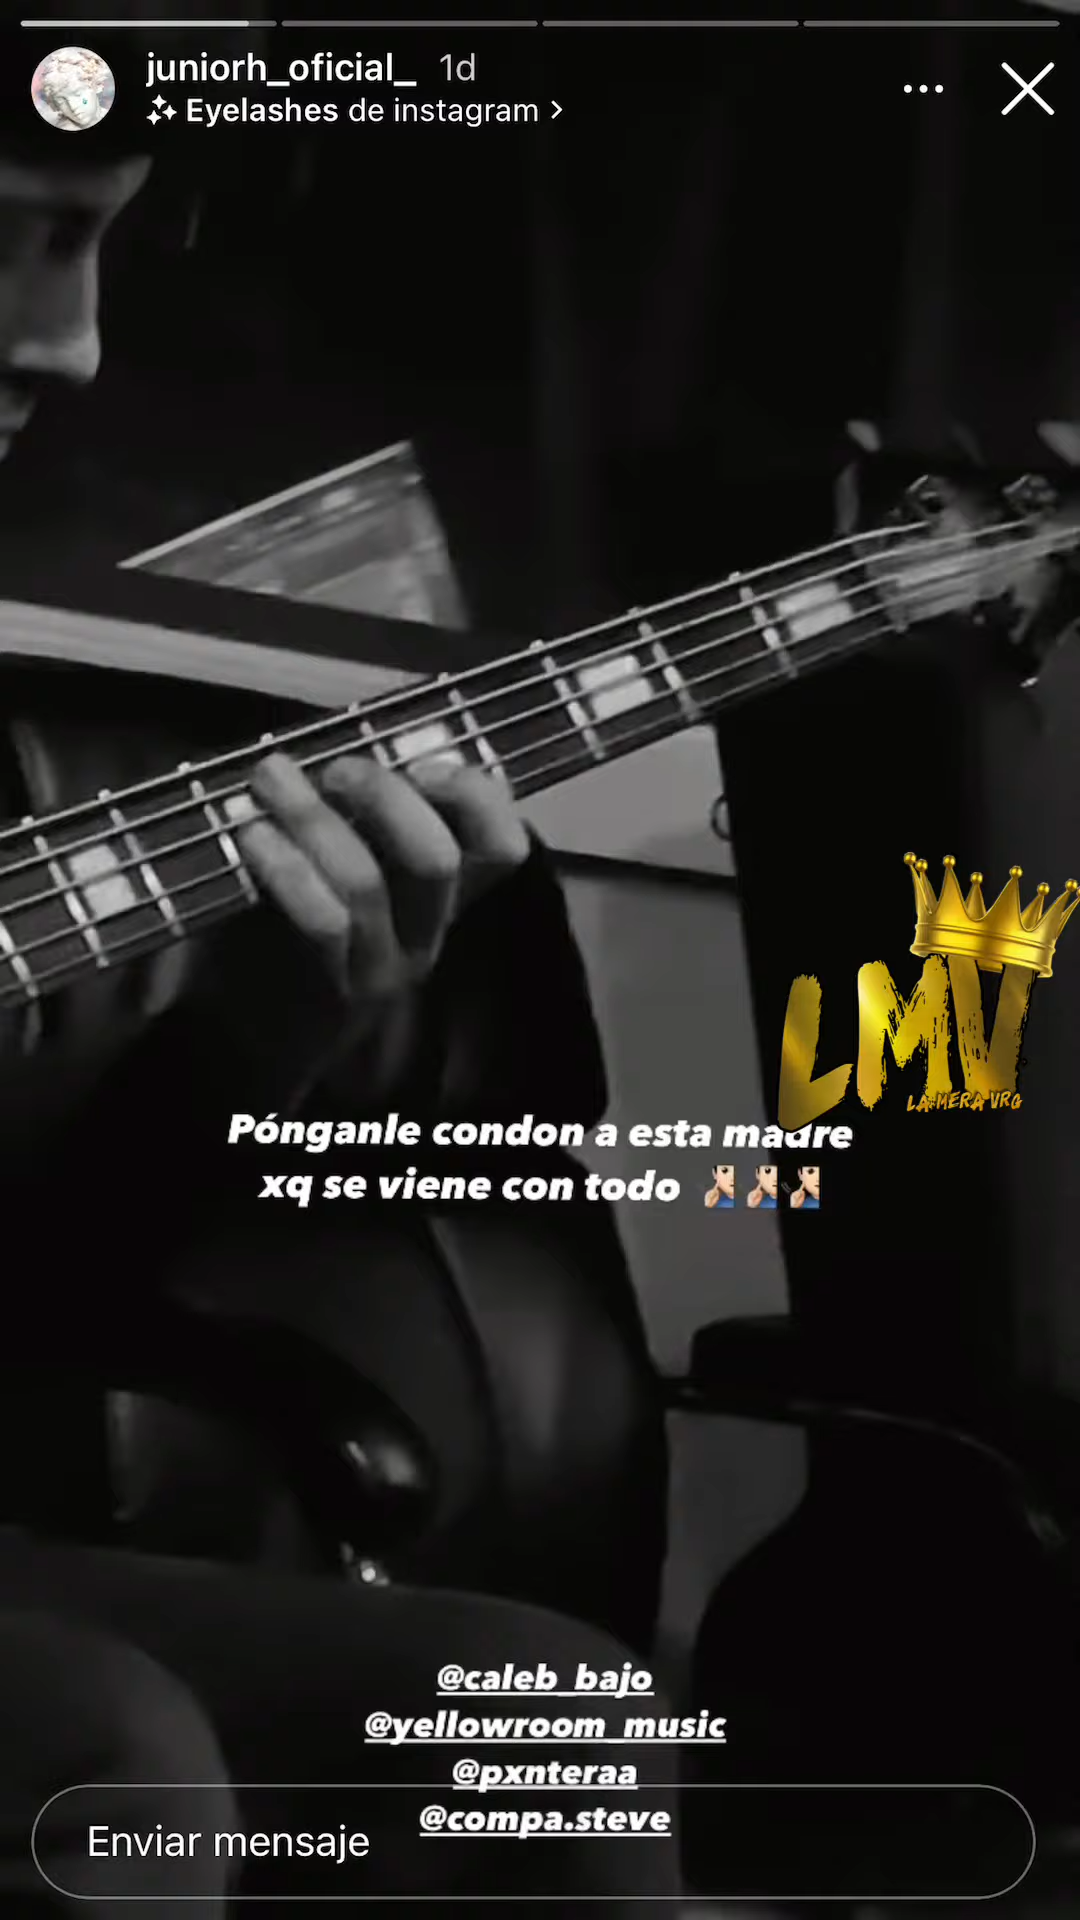 juniorh_oficial_ 1d
Eyelashes de instagram >
LMV
LA MERA VRG
Pónganle condon a esta madre
xq se viene con todo
@caleb_bajo
@yellowroom_music
@pxnteraa
@compa.steve
Enviar mensaje